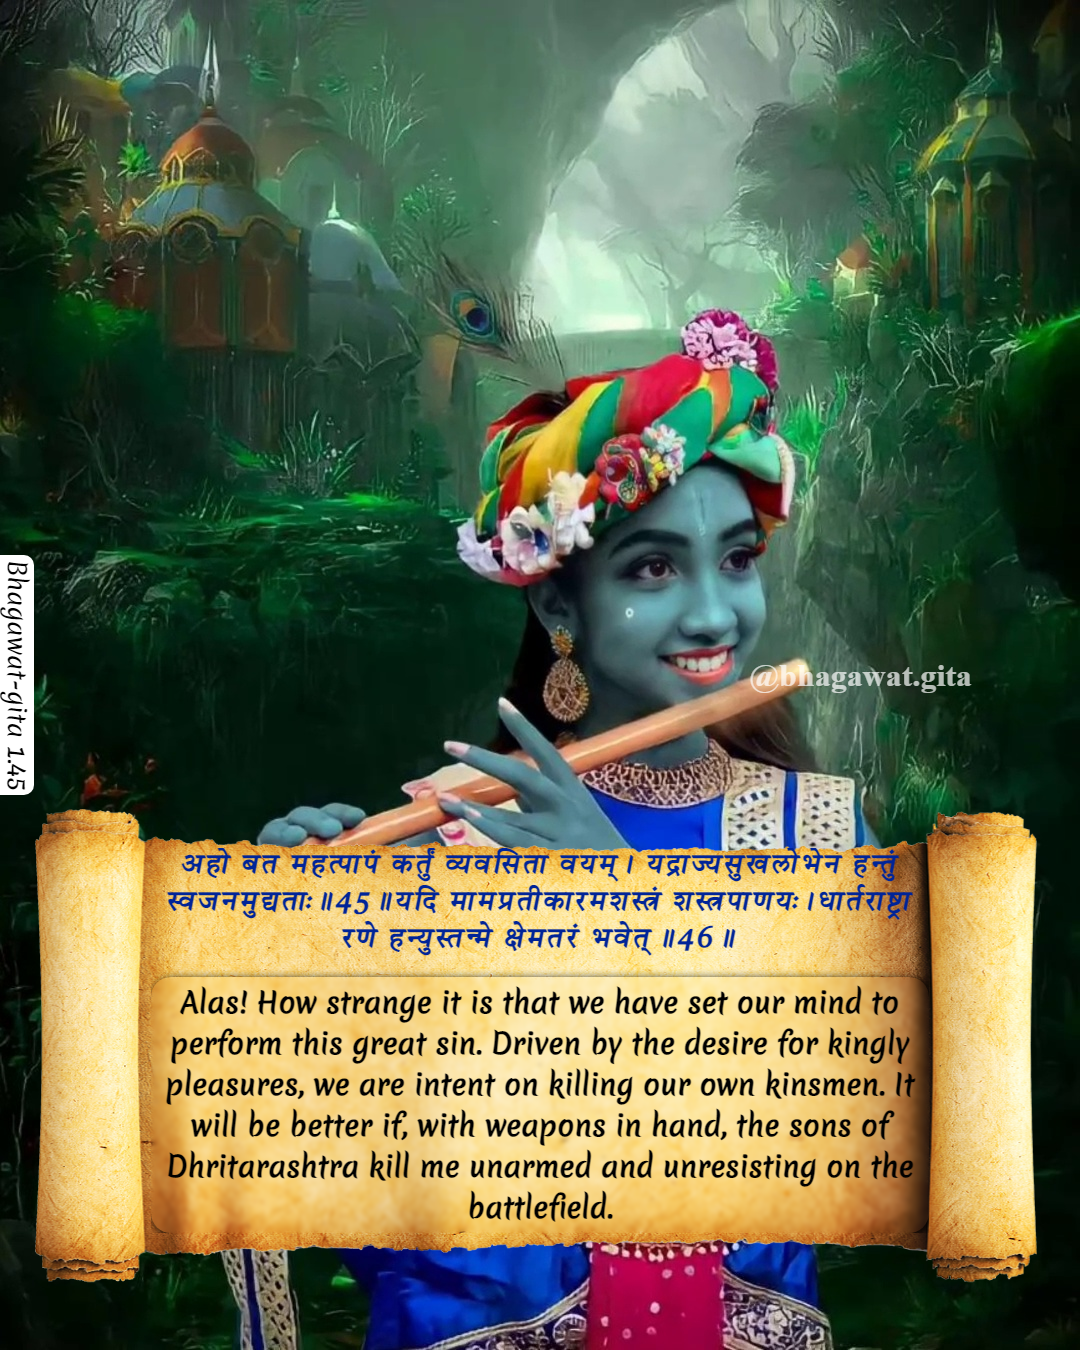 @bhagawat.gita
Bhagawat-gita 1.45
अहो बत महत्पापं कर्तुं व्यवसिता वयम्। यद्राज्यसुखलोभेन हन्तुं
स्वजनमुद्यताः॥45॥यदि मामप्रतीकारमशस्त्रं शस्त्रपाणयः।धार्तराष्ट्रा
रणे हन्युस्तन्मे क्षेमतरं भवेत्॥46॥
Alas! How strange it is that we have set our mind to
perform this great sin. Driven by the desire for kingly
pleasures, we are intent on killing our own kinsmen. It
will be better if, with weapons in hand, the sons of
Dhritarashtra kill me unarmed and unresisting on the
battlefield.